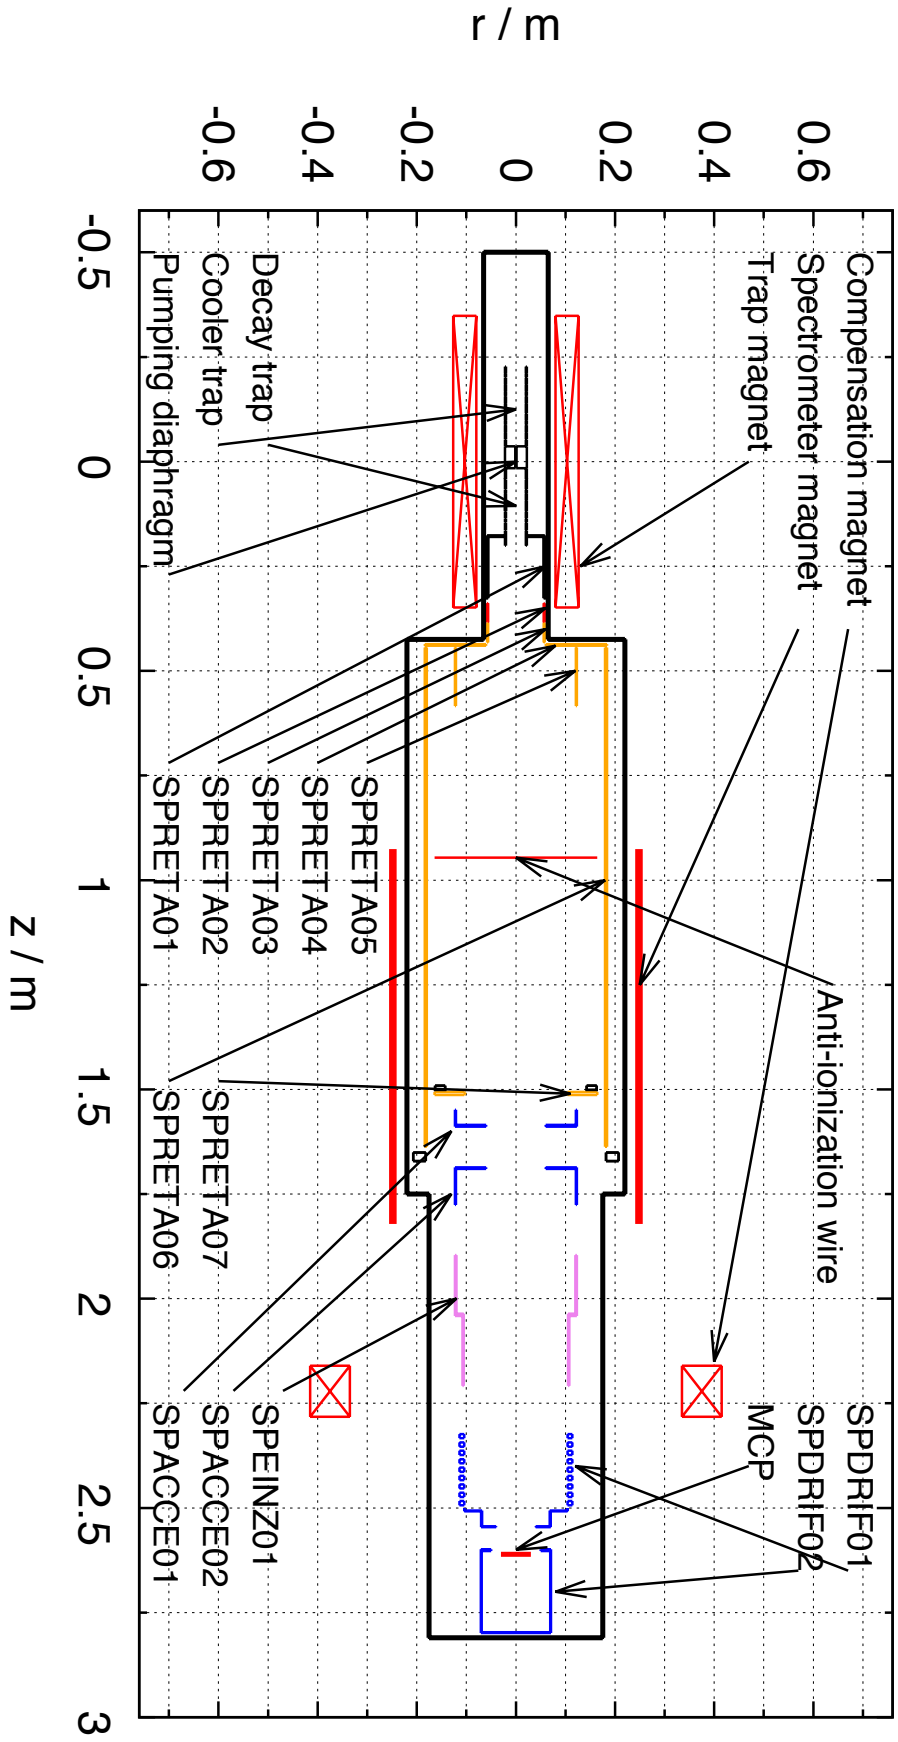 r / m
-0.6
-0.4
-0.2
0
0.2
0.4
0.6
-0.5
0
0.5
1
1.5
2
2.5
3
z / m
Compensation magnet
Spectrometer magnet
Trap magnet
Anti-ionization wire
SPDRIF01
SPDRIF02
MCP
Decay trap
Cooler trap
Pumping diaphragm
SPRETA05
SPRETA04
SPRETA03
SPRETA02
SPRETA01
SPRETA07
SPRETA06
SPEINZ01
SPACCE02
SPACCE01